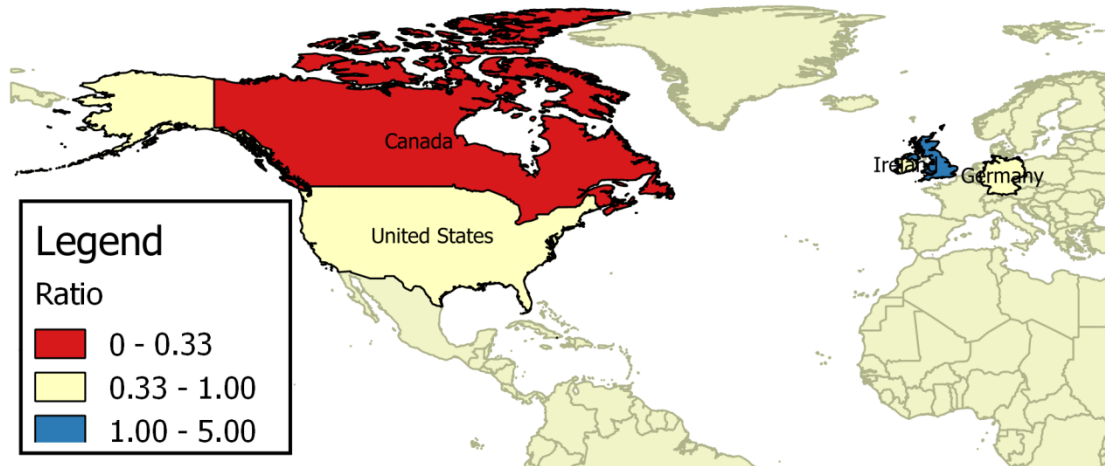 Canada
Ireland
Germany
United States
Legend
Ratio
0 - 0.33
0.33 - 1.00
1.00 - 5.00